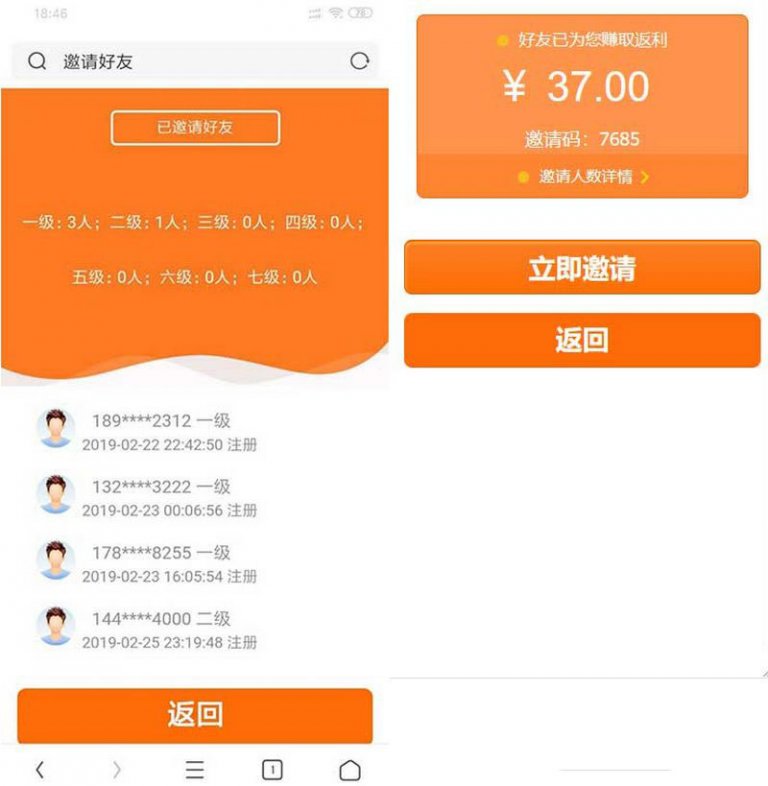 18:46
邀请好友
已邀请好友
一级: 3人；二级: 1人；三级: 0人；四级: 0人；
五级: 0人；六级: 0人；七级: 0人
189****2312 一级
2019-02-22 22:42:50 注册
132****3222 一级
2019-02-23 00:06:56 注册
178****8255 一级
2019-02-23 16:05:54 注册
144****4000 二级
2019-02-25 23:19:48 注册
返回
1
好友已为您赚取返利
¥ 37.00
邀请码：7685
邀请人数详情
立即邀请
返回